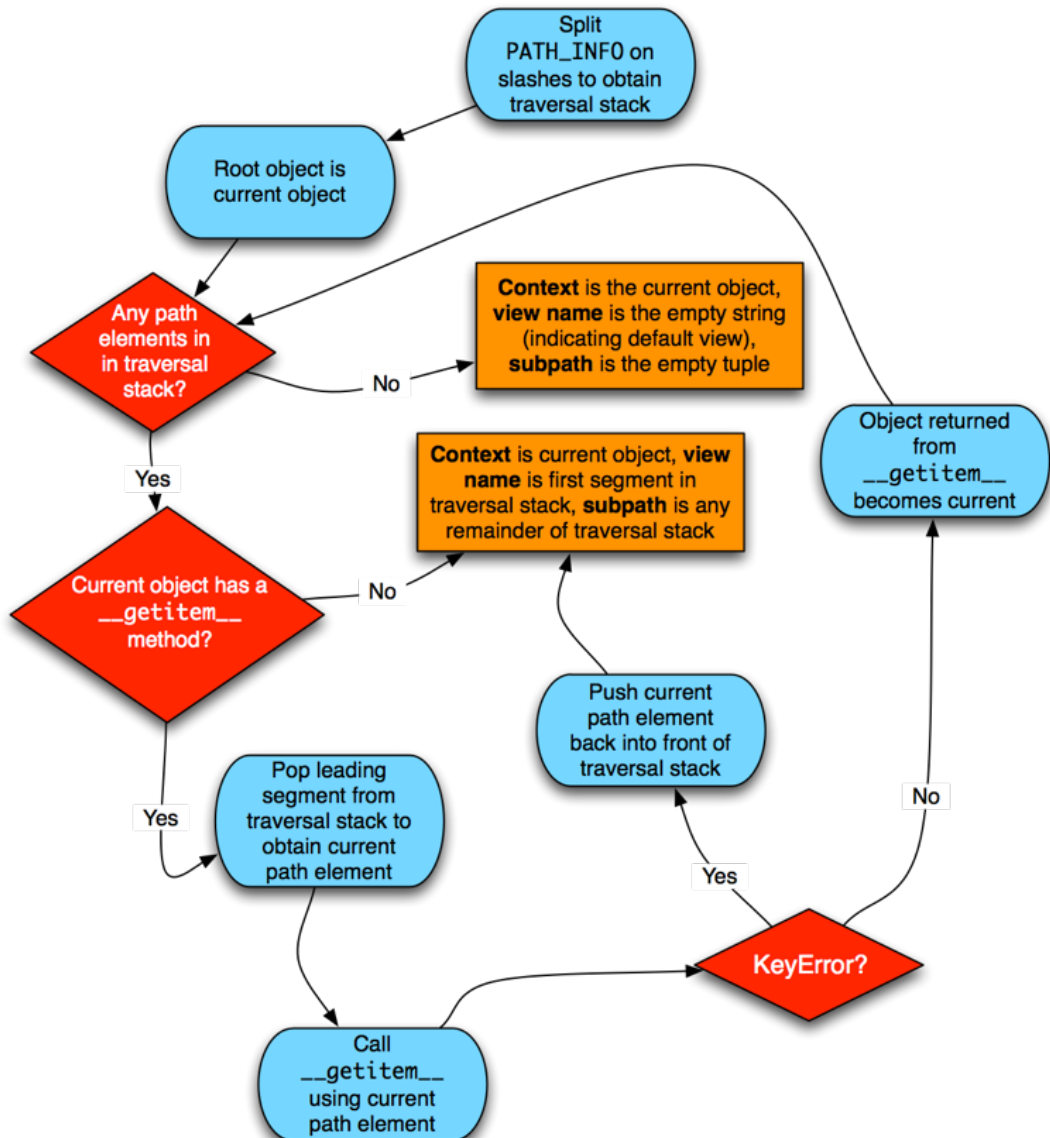 Split
PATH_INFO on
slashes to obtain
traversal stack
Root object is
current object
Any path
elements in
in traversal
stack?
No
Context is the current object,
view name is the empty string
(indicating default view),
subpath is the empty tuple
Yes
Context is current object, view
name is first segment in
traversal stack, subpath is any
remainder of traversal stack
Object returned
from
__getitem__
becomes current
Current object has a
__getitem__
method?
No
Yes
Pop leading
segment from
traversal stack to
obtain current
path element
Push current
path element
back into front of
traversal stack
No
Yes
KeyError?
Call
__getitem__
using current
path element